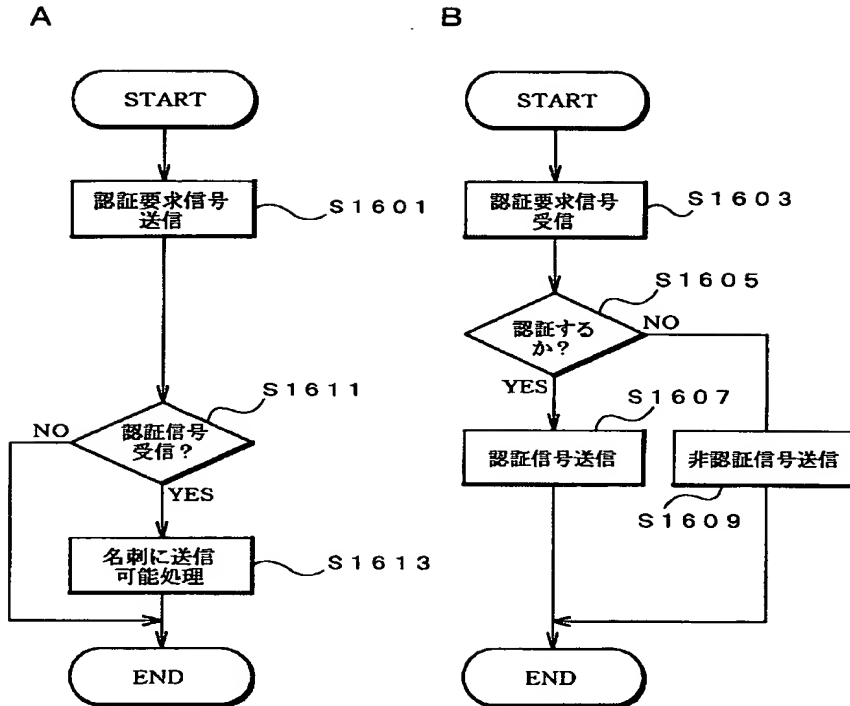 A
START
認証要求信号
送信
S1601
S1611
NO
認証信号
受信？
YES
名刺に送信
可能処理
S1613
END
B
START
認証要求信号
受信
S1603
S1605
認証する
か？
NO
YES
S1607
認証信号送信
非認証信号送信
S1609
END